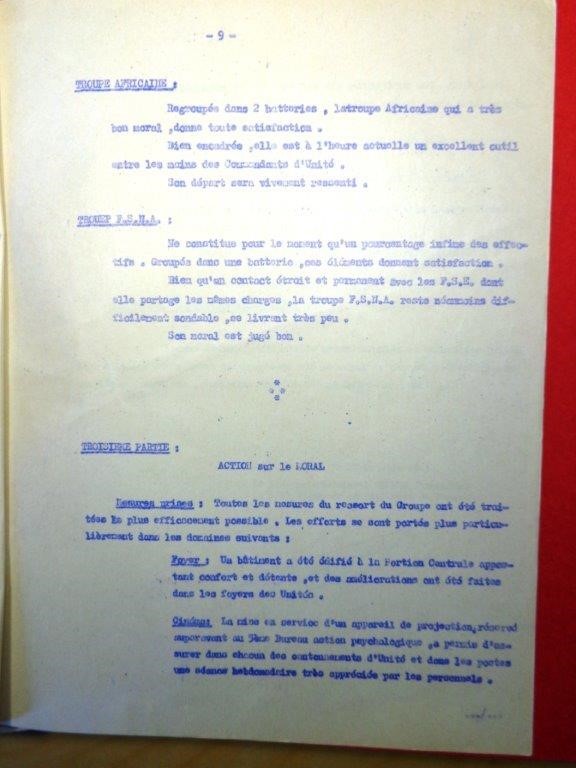 - 9 -
TROUPE AFRICAINE :
Regroupés dans 2 batteries , latroupe Africaine qui a très
bon moral ,donne toute satisfaction .
Bien encadrée ,elle est à l'heure actuelle un excellent outil
entre les mains des Commandants d'Unité .
Son départ sera vivement ressenti .
TROUEP F.S.N.A. :
Ne constitue pour le moment qu'un pourcentage infime des effec-
tifs . Groupés dans une batterie ,ces éléments donnent satisfaction .
Bien qu'en contact étroit et permanent avec les F.S.E. dont
elle partage les mêmes charges ,la troupe F.S.N.A. reste néanmoins dif-
ficilement sondable ,se livrant très peu .
Son moral est jugé bon .
*
* *
*
TROISIEME PARTIE :
ACTION sur le MORAL
Mesures prises : Toutes les mesures du ressort du Groupe ont été trai-
tées le plus efficacement possible . Les efforts se sont portés plus particu-
lièrement dans les domaines suivants :
Foyer : Un bâtiment a été édifié à la Portion Centrale appor-
tant confort et détente ,et des améliorations ont été faites
dans les foyers des Unités .
Cinéma: La mise en service d'un appareil de projection,réservé
auparavant au 5ème Bureau action psychologique ,a permis d'as-
surer dans chacun des cantonnements d'Unité et dans les postes
une séance hebdomadaire très appréciée par les personnels .
.../...